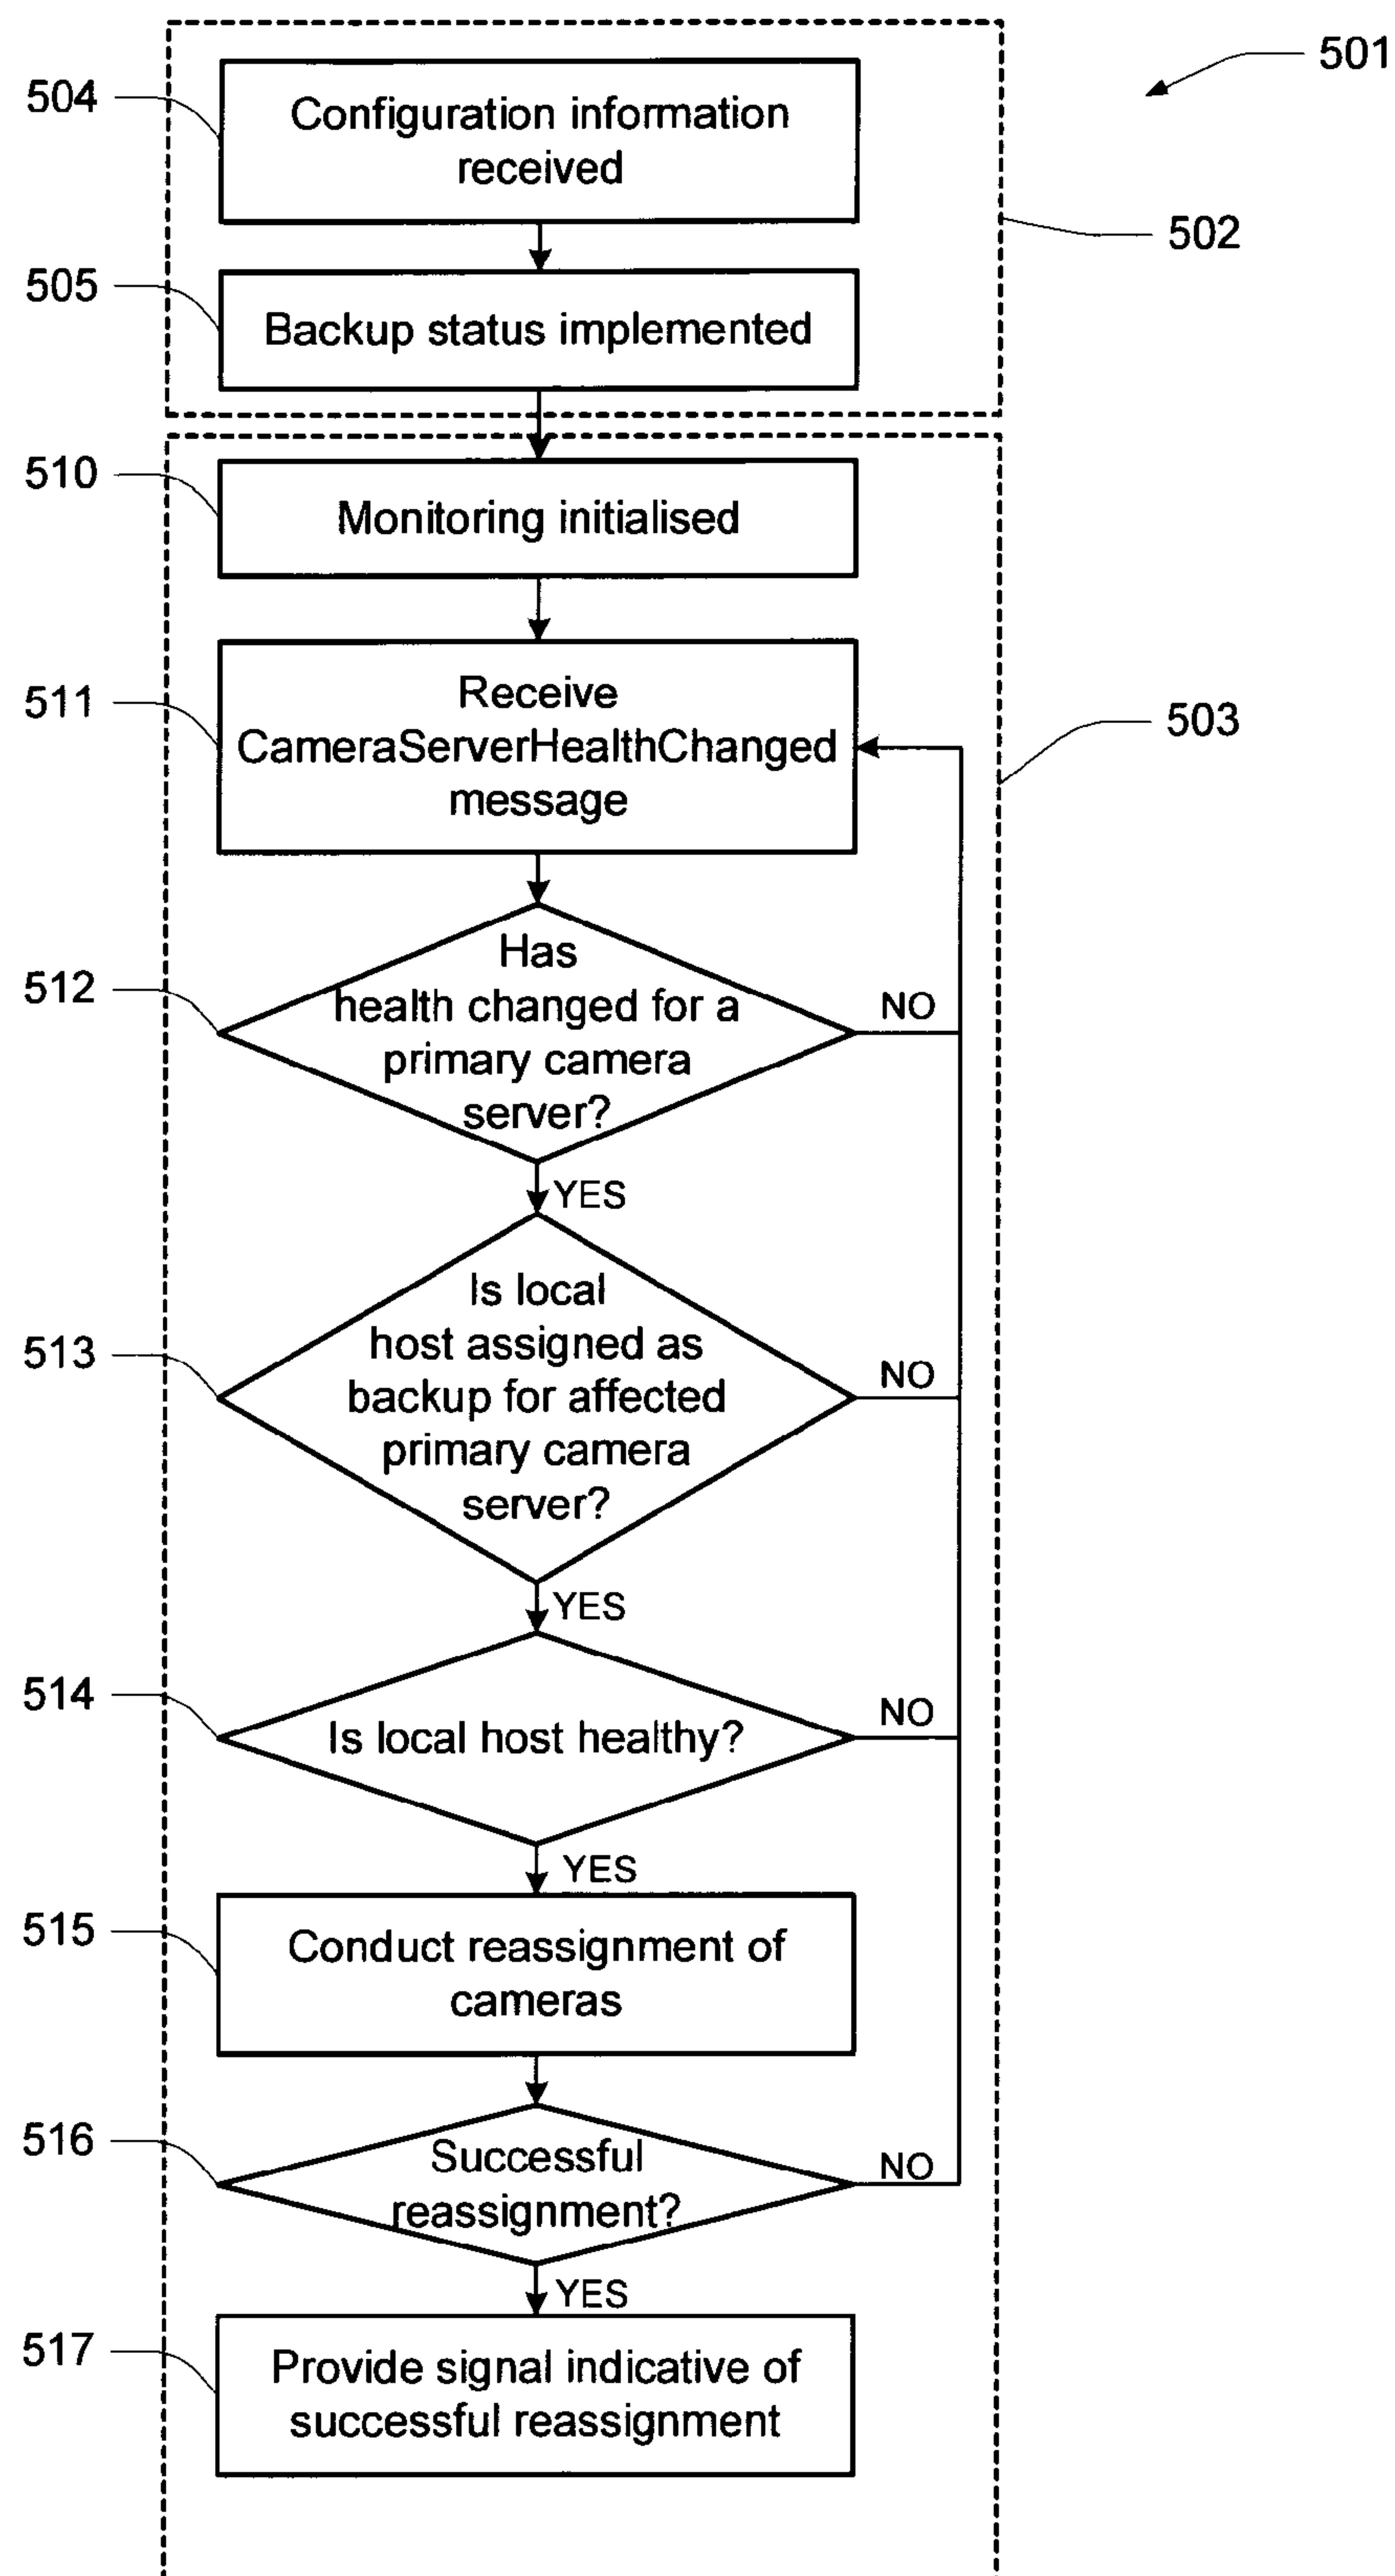 501
504
Configuration information
received
502
505
Backup status implemented
510
Monitoring initialised
511
Receive
CameraServerHealthChanged
message
503
512
Has
health changed for a
primary camera
server?
NO
YES
513
Is local
host assigned as
backup for affected
primary camera
server?
NO
YES
514
Is local host healthy?
NO
YES
515
Conduct reassignment of
cameras
516
Successful
reassignment?
NO
YES
517
Provide signal indicative of
successful reassignment